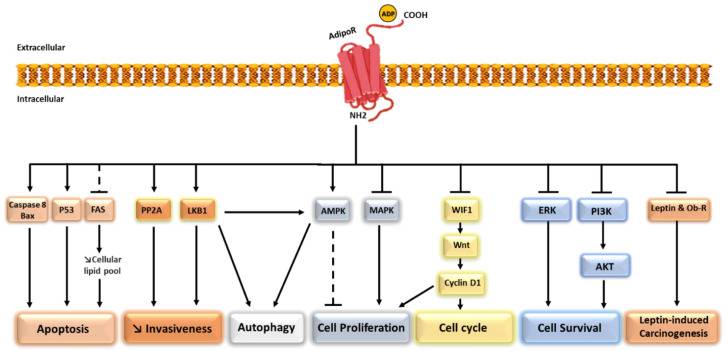 ADP
COOH
AdipoR
Extracellular
Intracellular
NH2
Caspase 8
Bax
P53
FAS
PP2A
LKB1
AMPK
MAPK
WIF1
ERK
PI3K
Leptin & Ob-R
Wnt
↘Cellular
lipid pool
AKT
Cyclin D1
Apoptosis
↘ Invasiveness
Autophagy
Cell Proliferation
Cell cycle
Cell Survival
Leptin-induced
Carcinogenesis